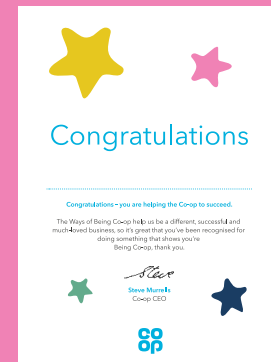 Congratulations
Congratulations – you are helping the Co-op to succeed.
The Ways of Being Co-op help us be a different, successful and
much-loved business, so it's great that you've been recognised for
doing something that shows you're
Being Co-op, thank you.
Steve
Steve Murrells
Co-op CEO
CO
OP